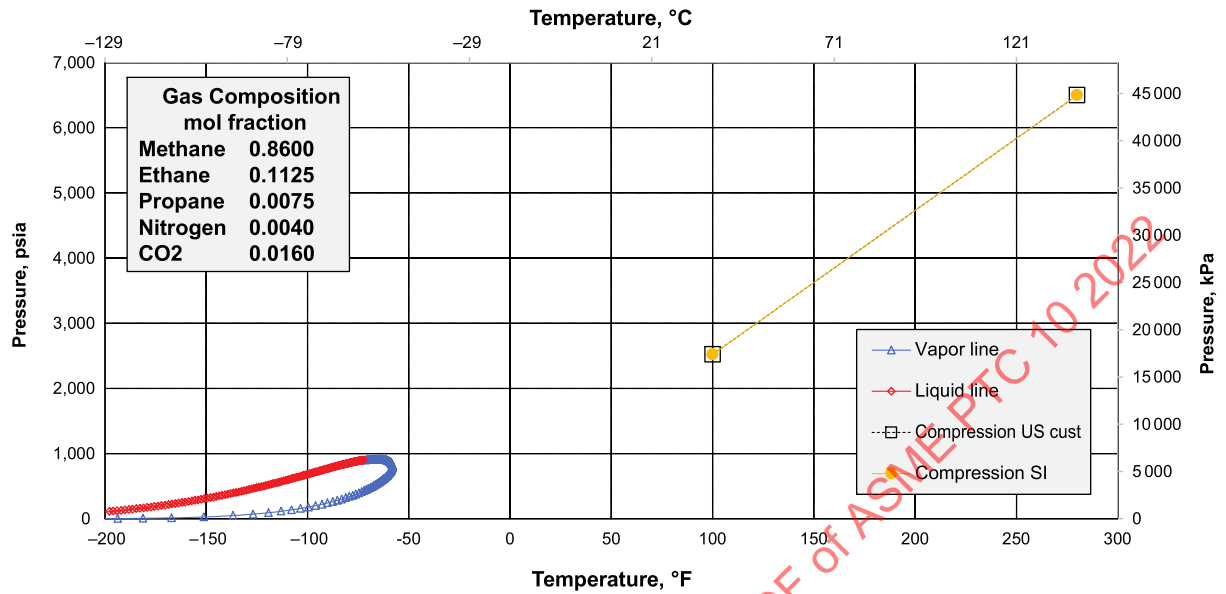 Temperature, °C
–129 –79 –29 21 71 121
7,000
6,000
5,000
4,000
3,000
2,000
1,000
0
Pressure, psia
Gas Composition
mol fraction
Methane 0.8600
Ethane 0.1125
Propane 0.0075
Nitrogen 0.0040
CO2 0.0160
45 000
40 000
35 000
30 000
25 000
20 000
15 000
10 000
5 000
0
Pressure, kPa
Vapor line
Liquid line
Compression US cust
Compression SI
–200 –150 –100 -50 0 50 100 150 200 250 300
Temperature, °F
of ASME PTC 10 2022